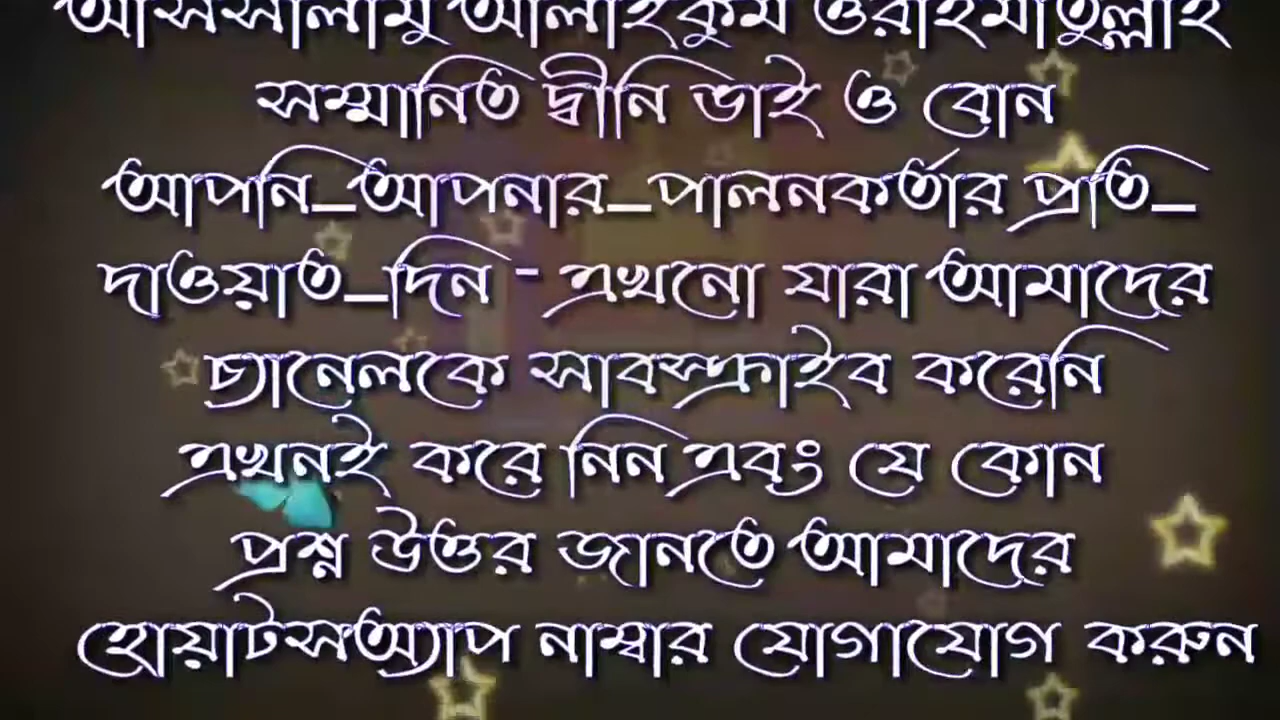 আসসালামু আলাইকুম ওরাহমাতুল্লাহ
সম্মানিত দ্বীনি ভাই ও বোন
আপনি_আপনার_পালনকর্তার প্রতি_
দাওয়াত_দিন - এখনো যারা আমাদের
চ্যানেলকে সাবস্ক্রাইব করেনি
এখনই করে নিন এবং যে কোন
প্রশ্ন উত্তর জানতে আমাদের
হোয়াটসঅ্যাপ নাম্বার যোগাযোগ করুন